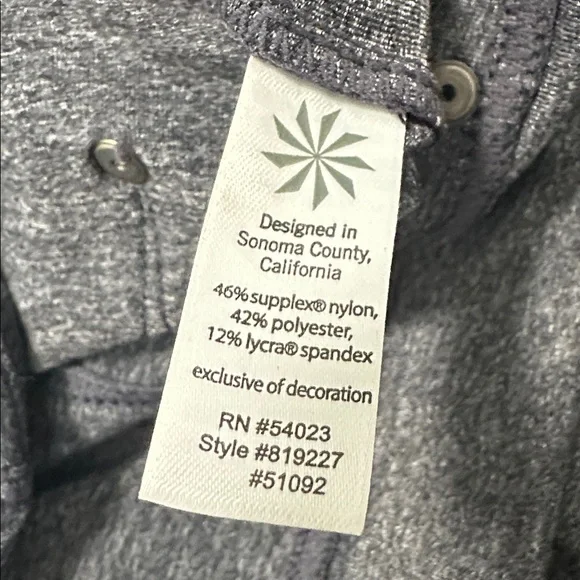 Designed in
Sonoma County,
California
46% supplex® nylon,
42% polyester,
12% lycra® spandex
exclusive of decoration
RN #54023
Style #819227
#51092